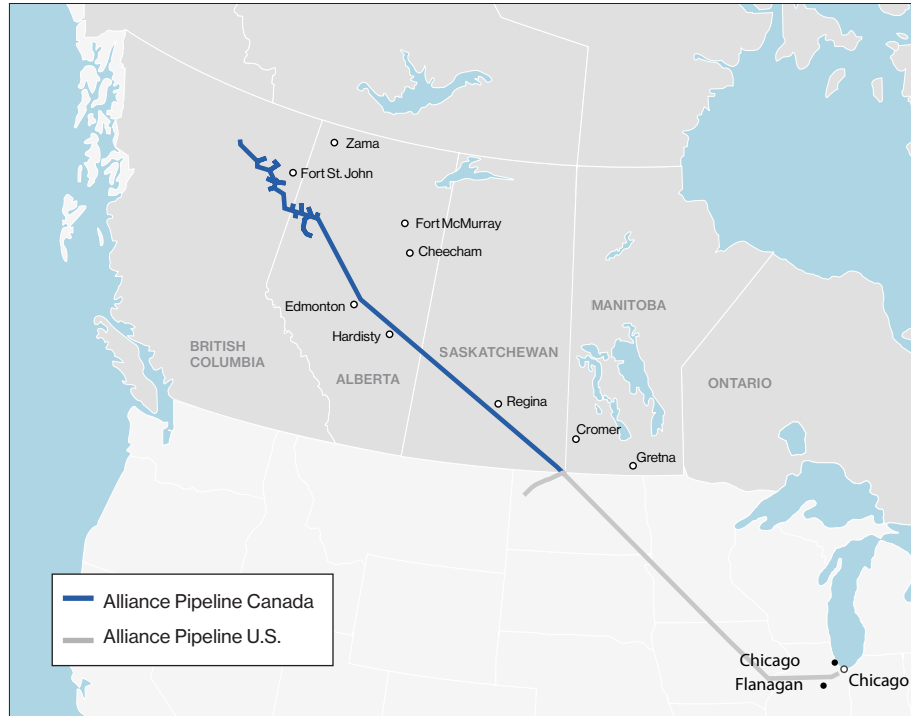 Zama
Fort St. John
Fort McMurray
Cheecham
Edmonton
MANITOBA
Hardisty
BRITISH
COLUMBIA
SASKATCHEWAN
ALBERTA
ONTARIO
Regina
Cromer
Gretna
Alliance Pipeline Canada
Alliance Pipeline U.S.
Chicago
Chicago
Flanagan